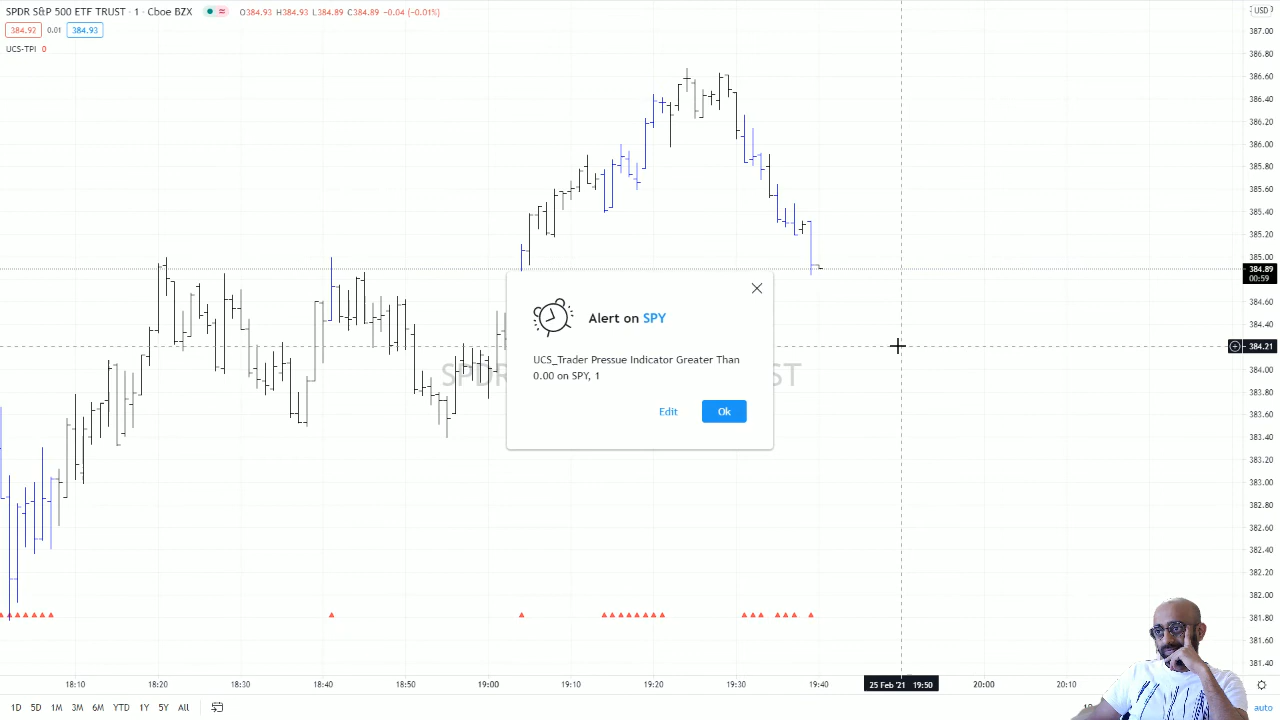 SPDR S&P 500 ETF TRUST · 1 · Cboe BZX
O384.93 H384.93 L384.89 C384.89 -0.04 (-0.01%)
384.92 0.01 384.93
UCS-TPI 0
USD
387.00
386.80
386.60
386.40
386.20
386.00
385.80
385.60
385.40
385.20
385.00
384.89
00:59
384.60
384.40
384.21
384.00
383.80
383.60
383.40
383.20
383.00
382.80
382.60
382.40
382.20
382.00
381.80
381.60
381.40
Alert on SPY
UCS_Trader Pressue Indicator Greater Than
0.00 on SPY, 1
Edit Ok
18:10 18:20 18:30 18:40 18:50 19:00 19:10 19:20 19:30 19:40 25 Feb '21 19:50 20:00 20:10
1D 5D 1M 3M 6M YTD 1Y 5Y All
auto